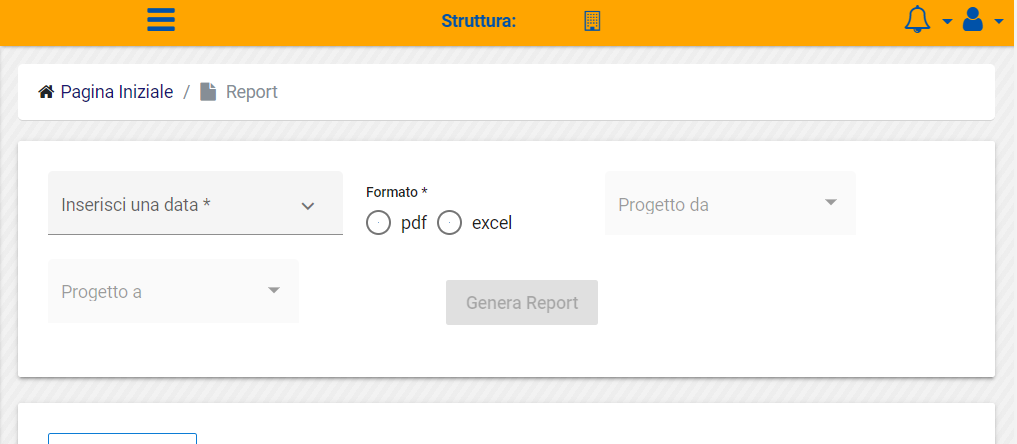 Struttura:
Pagina Iniziale / Report
Inserisci una data *
Formato *
pdf excel
Progetto da
Progetto a
Genera Report